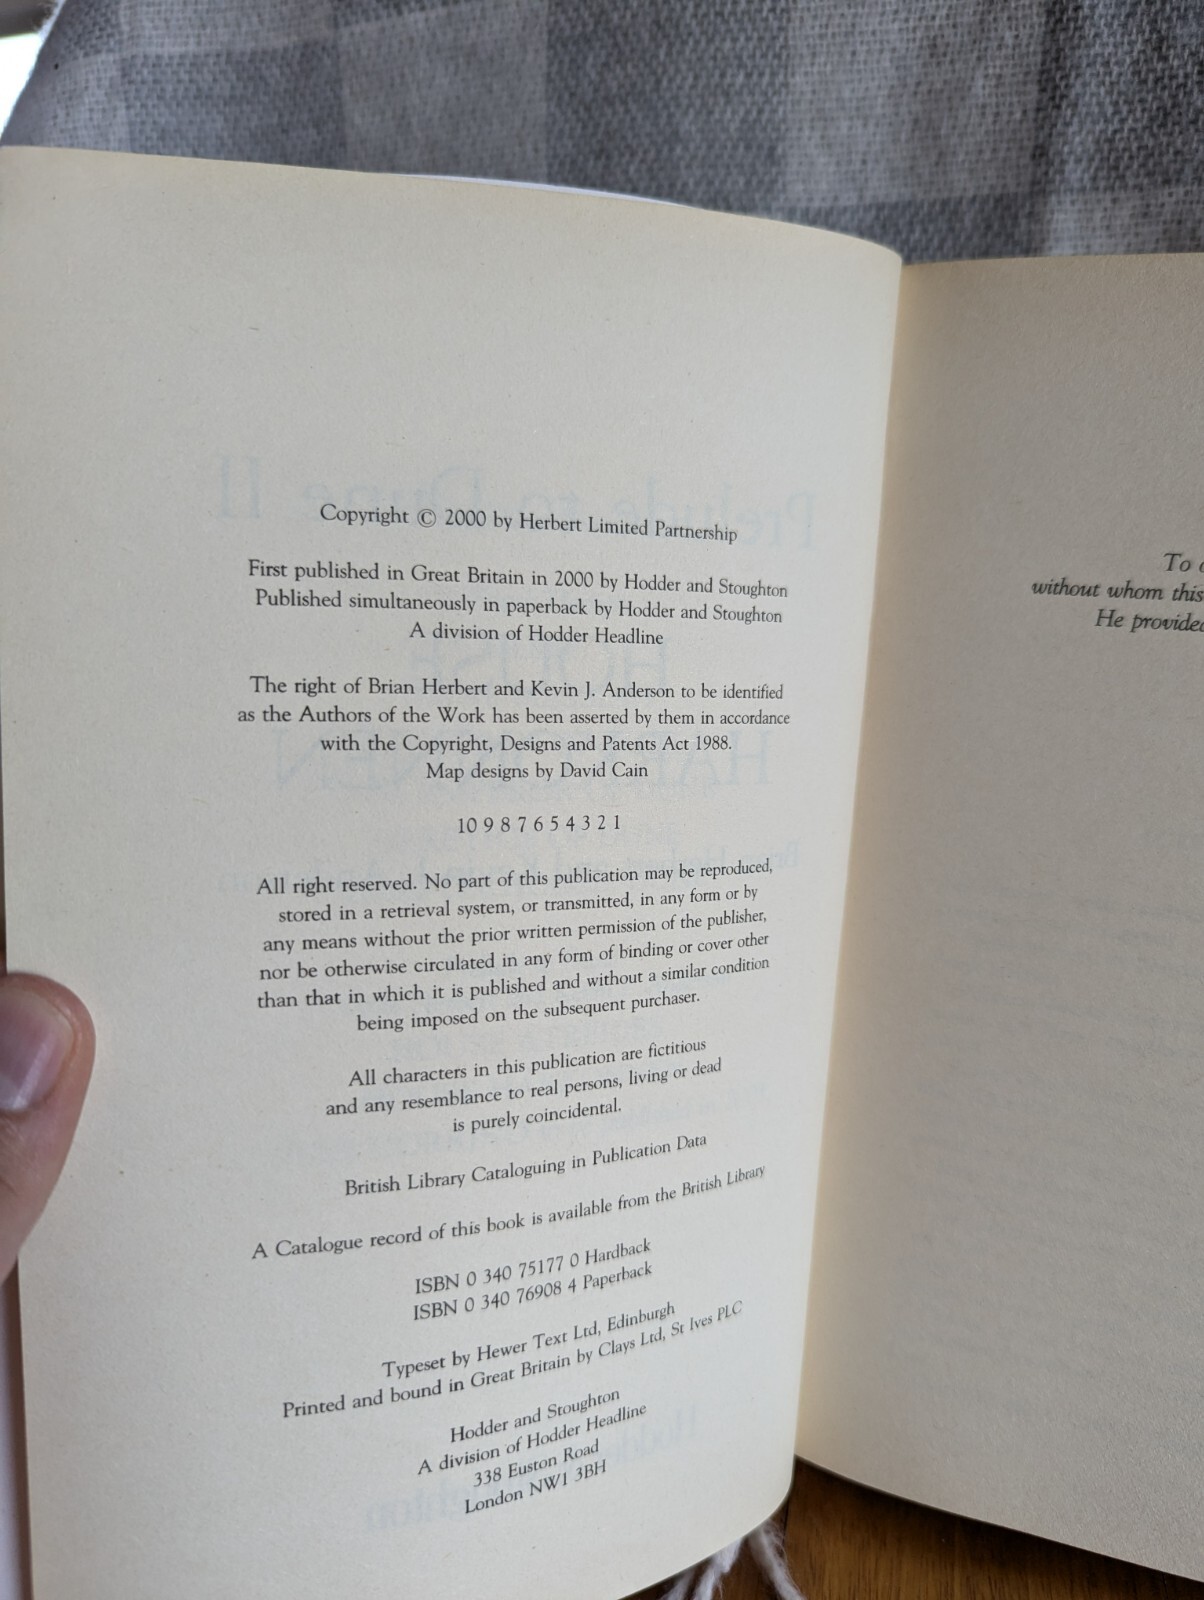 Copyright © 2000 by Herbert Limited Partnership
First published in Great Britain in 2000 by Hodder and Stoughton
Published simultaneously in paperback by Hodder and Stoughton
A division of Hodder Headline
The right of Brian Herbert and Kevin J. Anderson to be identified
as the Authors of the Work has been asserted by them in accordance
with the Copyright, Designs and Patents Act 1988.
Map designs by David Cain
10 9 8 7 6 5 4 3 2 1
All right reserved. No part of this publication may be reproduced,
stored in a retrieval system, or transmitted, in any form or by
any means without the prior written permission of the publisher,
nor be otherwise circulated in any form of binding or cover other
than that in which it is published and without a similar condition
being imposed on the subsequent purchaser.
All characters in this publication are fictitious
and any resemblance to real persons, living or dead
is purely coincidental.
British Library Cataloguing in Publication Data
A Catalogue record of this book is available from the British Library
ISBN 0 340 75177 0 Hardback
ISBN 0 340 76908 4 Paperback
Typeset by Hewer Text Ltd, Edinburgh
Printed and bound in Great Britain by Clays Ltd, St Ives PLC
Hodder and Stoughton
A division of Hodder Headline
338 Euston Road
London NW1 3BH
To
without whom this
He provided